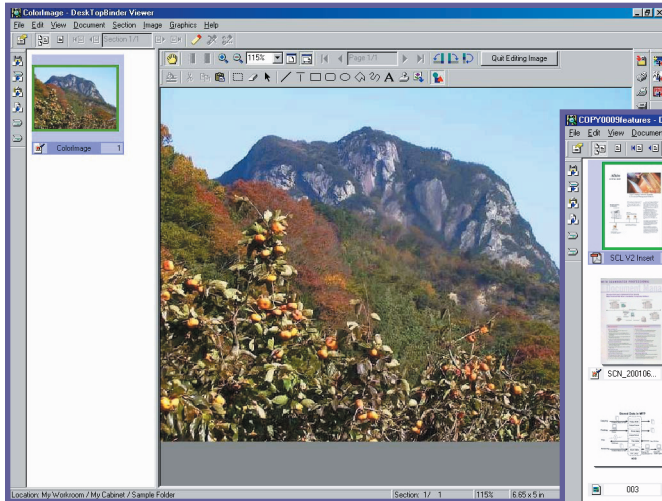 ColorImage - DeskTopBinder Viewer
File Edit View Document Section Image Graphics Help
Section 1/1
115% Page 1/1 Quit Editing Image
ColorImage 1
COPY0009features - D
File Edit View Documen
SCL V2 Insert
SCN_200106...
003
Location: My Workroom / My Cabinet / Sample Folder Section: 1/ 1 115% 6.65 x 5 in